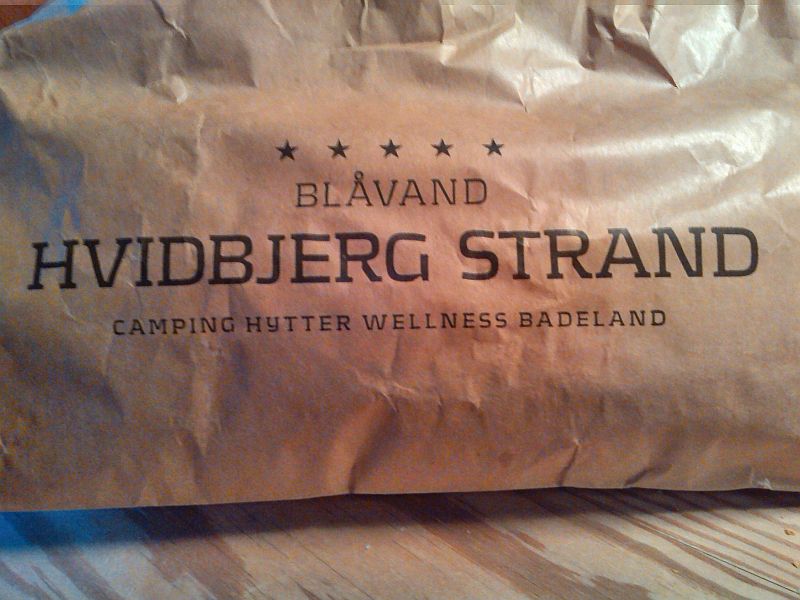 ★ ★ ★ ★ ★
BLÅVAND
HVIDBJERG STRAND
CAMPING HYTTER WELLNESS BADELAND